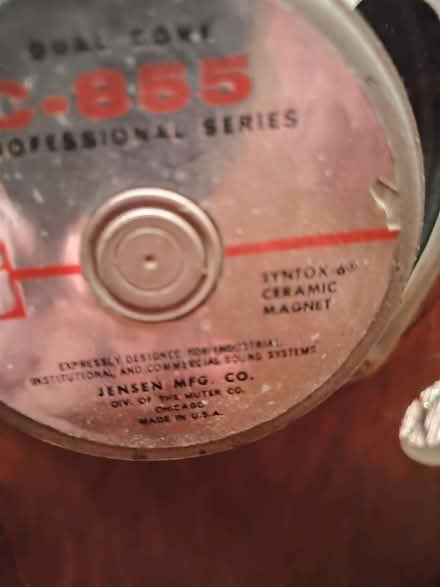 DUAL CONE
C-855
PROFESSIONAL SERIES
SYNTOX-6®
CERAMIC
MAGNET
EXPRESSLY DESIGNED FOR INDUSTRIAL
INSTITUTIONAL AND COMMERCIAL SOUND SYSTEMS
JENSEN MFG. CO.
DIV. OF THE MUTER CO.
CHICAGO
MADE IN U.S.A.